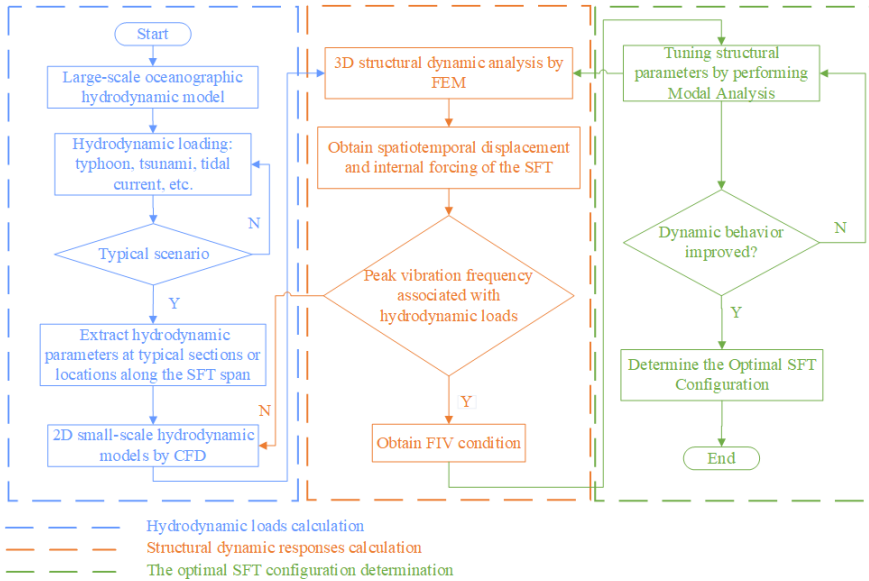 Start
Large-scale oceanographic
hydrodynamic model
Hydrodynamic loading:
typhoon, tsunami, tidal
current, etc.
N
Typical scenario
Y
Extract hydrodynamic
parameters at typical sections or
locations along the SFT span
N
2D small-scale hydrodynamic
models by CFD
3D structural dynamic analysis by
FEM
Obtain spatiotemporal displacement
and internal forcing of the SFT
Peak vibration frequency
associated with
hydrodynamic loads
Y
Obtain FIV condition
Tuning structural
parameters by performing
Modal Analysis
Dynamic behavior
improved?
N
Y
Determine the Optimal SFT
Configuration
End
Hydrodynamic loads calculation
Structural dynamic responses calculation
The optimal SFT configuration determination